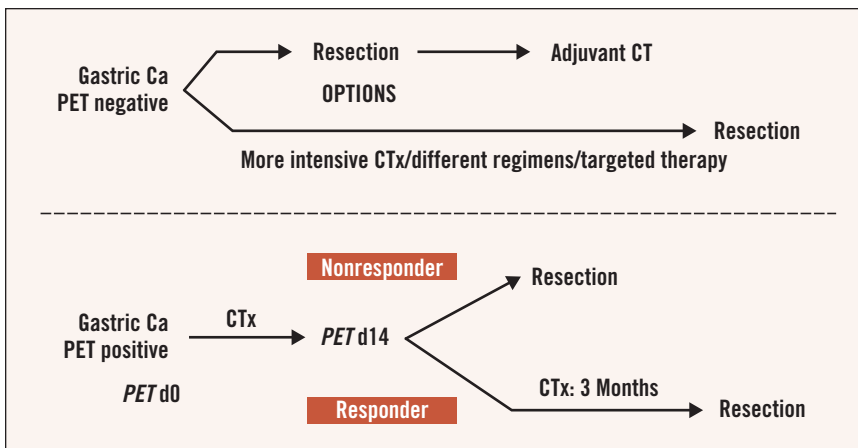 Resection
Adjuvant CT
Gastric Ca
PET negative
OPTIONS
Resection
More intensive CTx/different regimens/targeted therapy
Nonresponder
Resection
Gastric Ca
PET positive
CTx
PET d14
PET d0
CTx: 3 Months
Responder
Resection